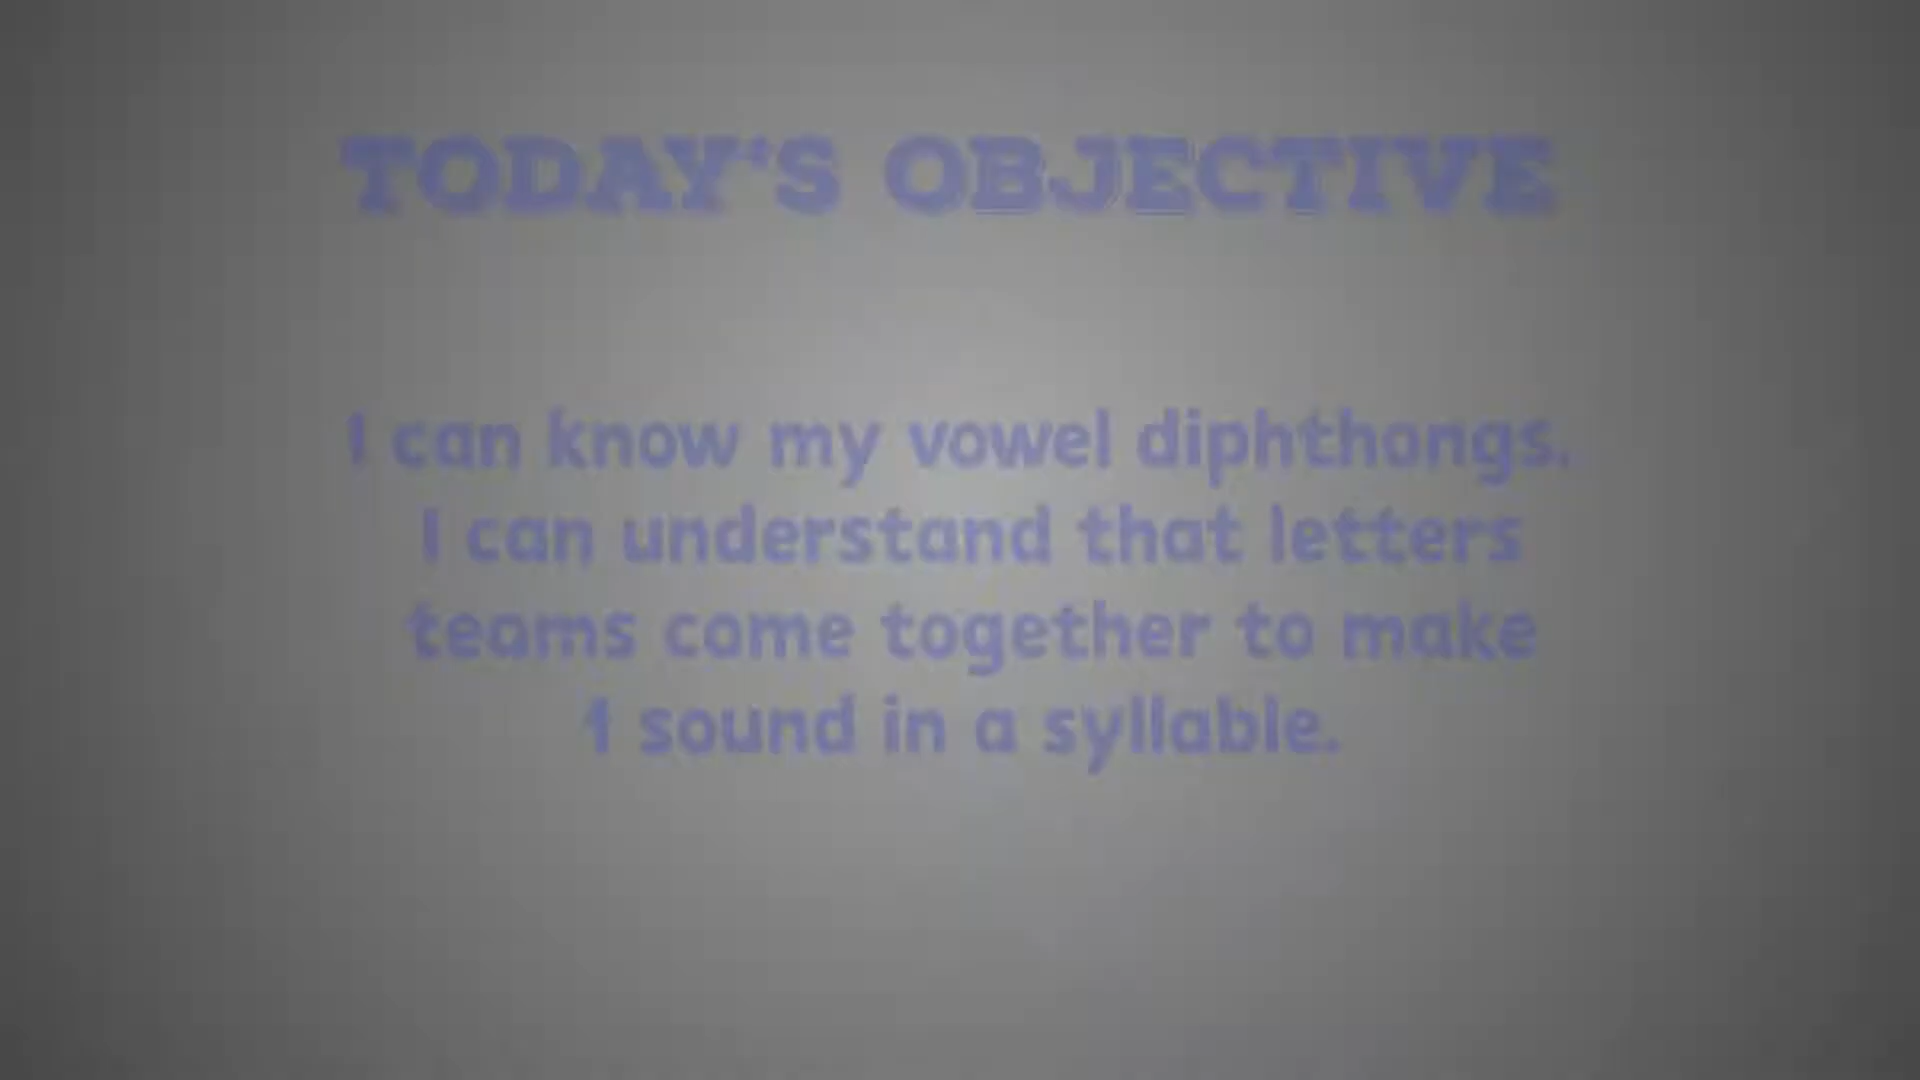 TODAY'S OBJECTIVE
I can know my vowel diphthongs.
I can understand that letters
teams come together to make
1 sound in a syllable.